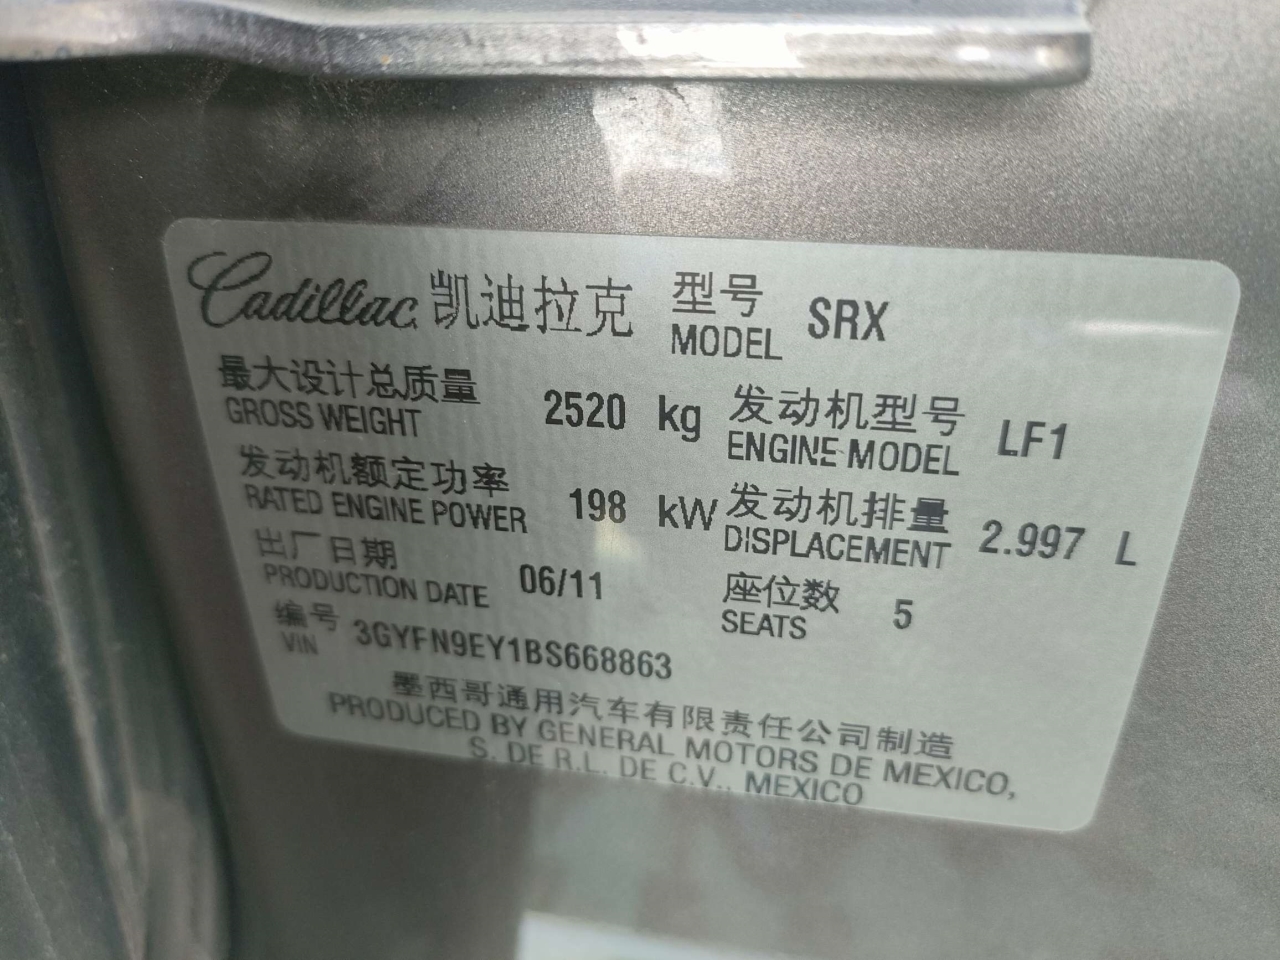 Cadillac 凯迪拉克 型号 SRX
MODEL
最大设计总质量 2520 kg 发动机型号 LF1
GROSS WEIGHT ENGINE MODEL
发动机额定功率 198 kW 发动机排量 2.997 L
RATED ENGINE POWER DISPLACEMENT
出厂日期 06/11 座位数 5
PRODUCTION DATE SEATS
编号 3GYFN9EY1BS668863
VIN
墨西哥通用汽车有限责任公司制造
PRODUCED BY GENERAL MOTORS DE MEXICO,
S. DE R.L. DE C.V., MEXICO